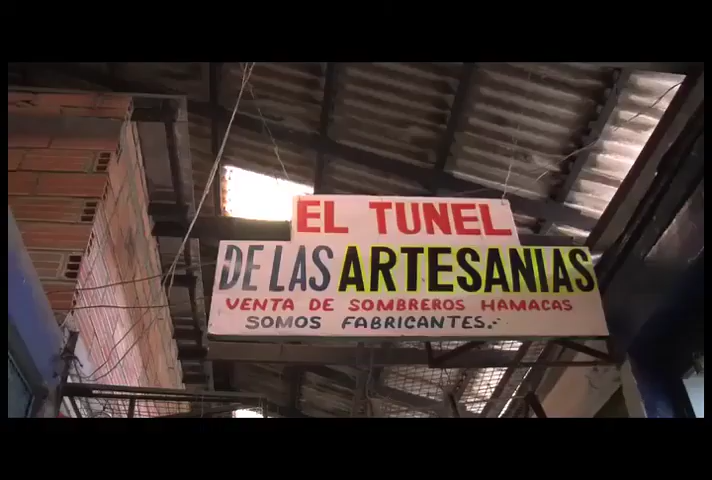 EL TUNEL
DE LAS ARTESANIAS
VENTA DE SOMBREROS HAMACAS
SOMOS FABRICANTES.-